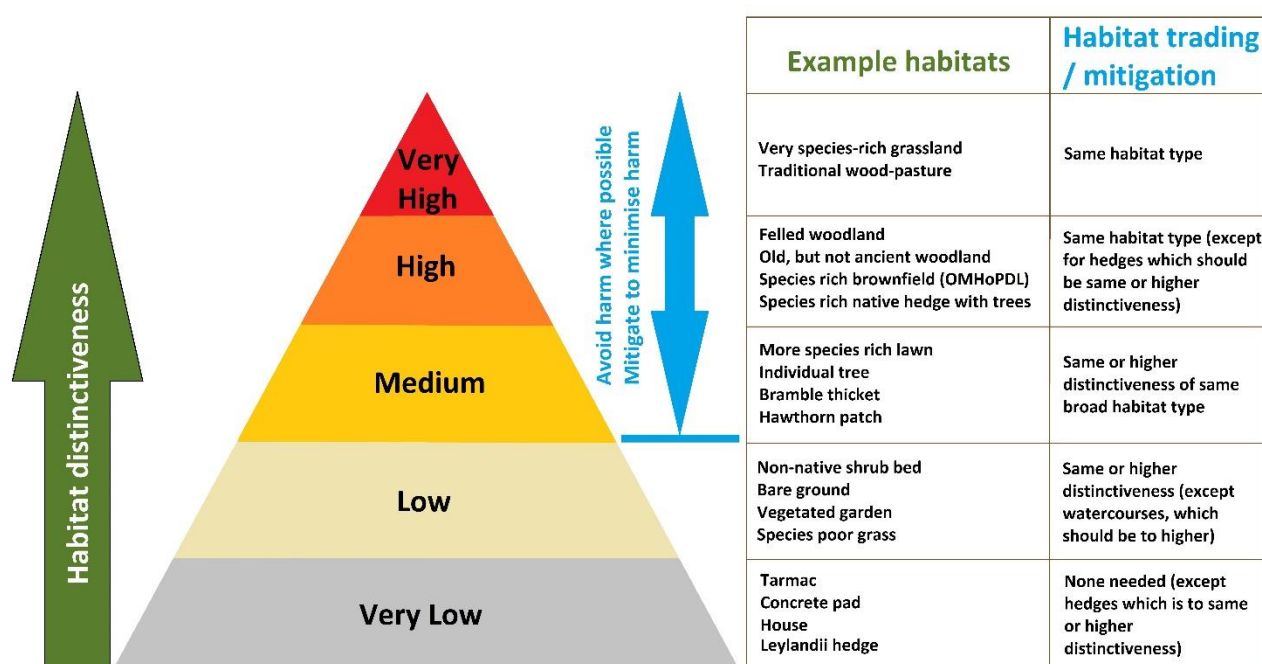 Habitat distinctiveness
Very
High
High
Medium
Low
Very Low
Avoid harm where possible
Mitigate to minimise harm
Example habitats
Habitat trading
/ mitigation
Very species-rich grassland
Traditional wood-pasture
Same habitat type
Felled woodland
Old, but not ancient woodland
Species rich brownfield (OMHoPDL)
Species rich native hedge with trees
Same habitat type (except
for hedges which should
be same or higher
distinctiveness)
More species rich lawn
Individual tree
Bramble thicket
Hawthorn patch
Same or higher
distinctiveness of same
broad habitat type
Non-native shrub bed
Bare ground
Vegetated garden
Species poor grass
Same or higher
distinctiveness (except
watercourses, which
should be to higher)
Tarmac
Concrete pad
House
Leylandii hedge
None needed (except
hedges which is to same
or higher
distinctiveness)